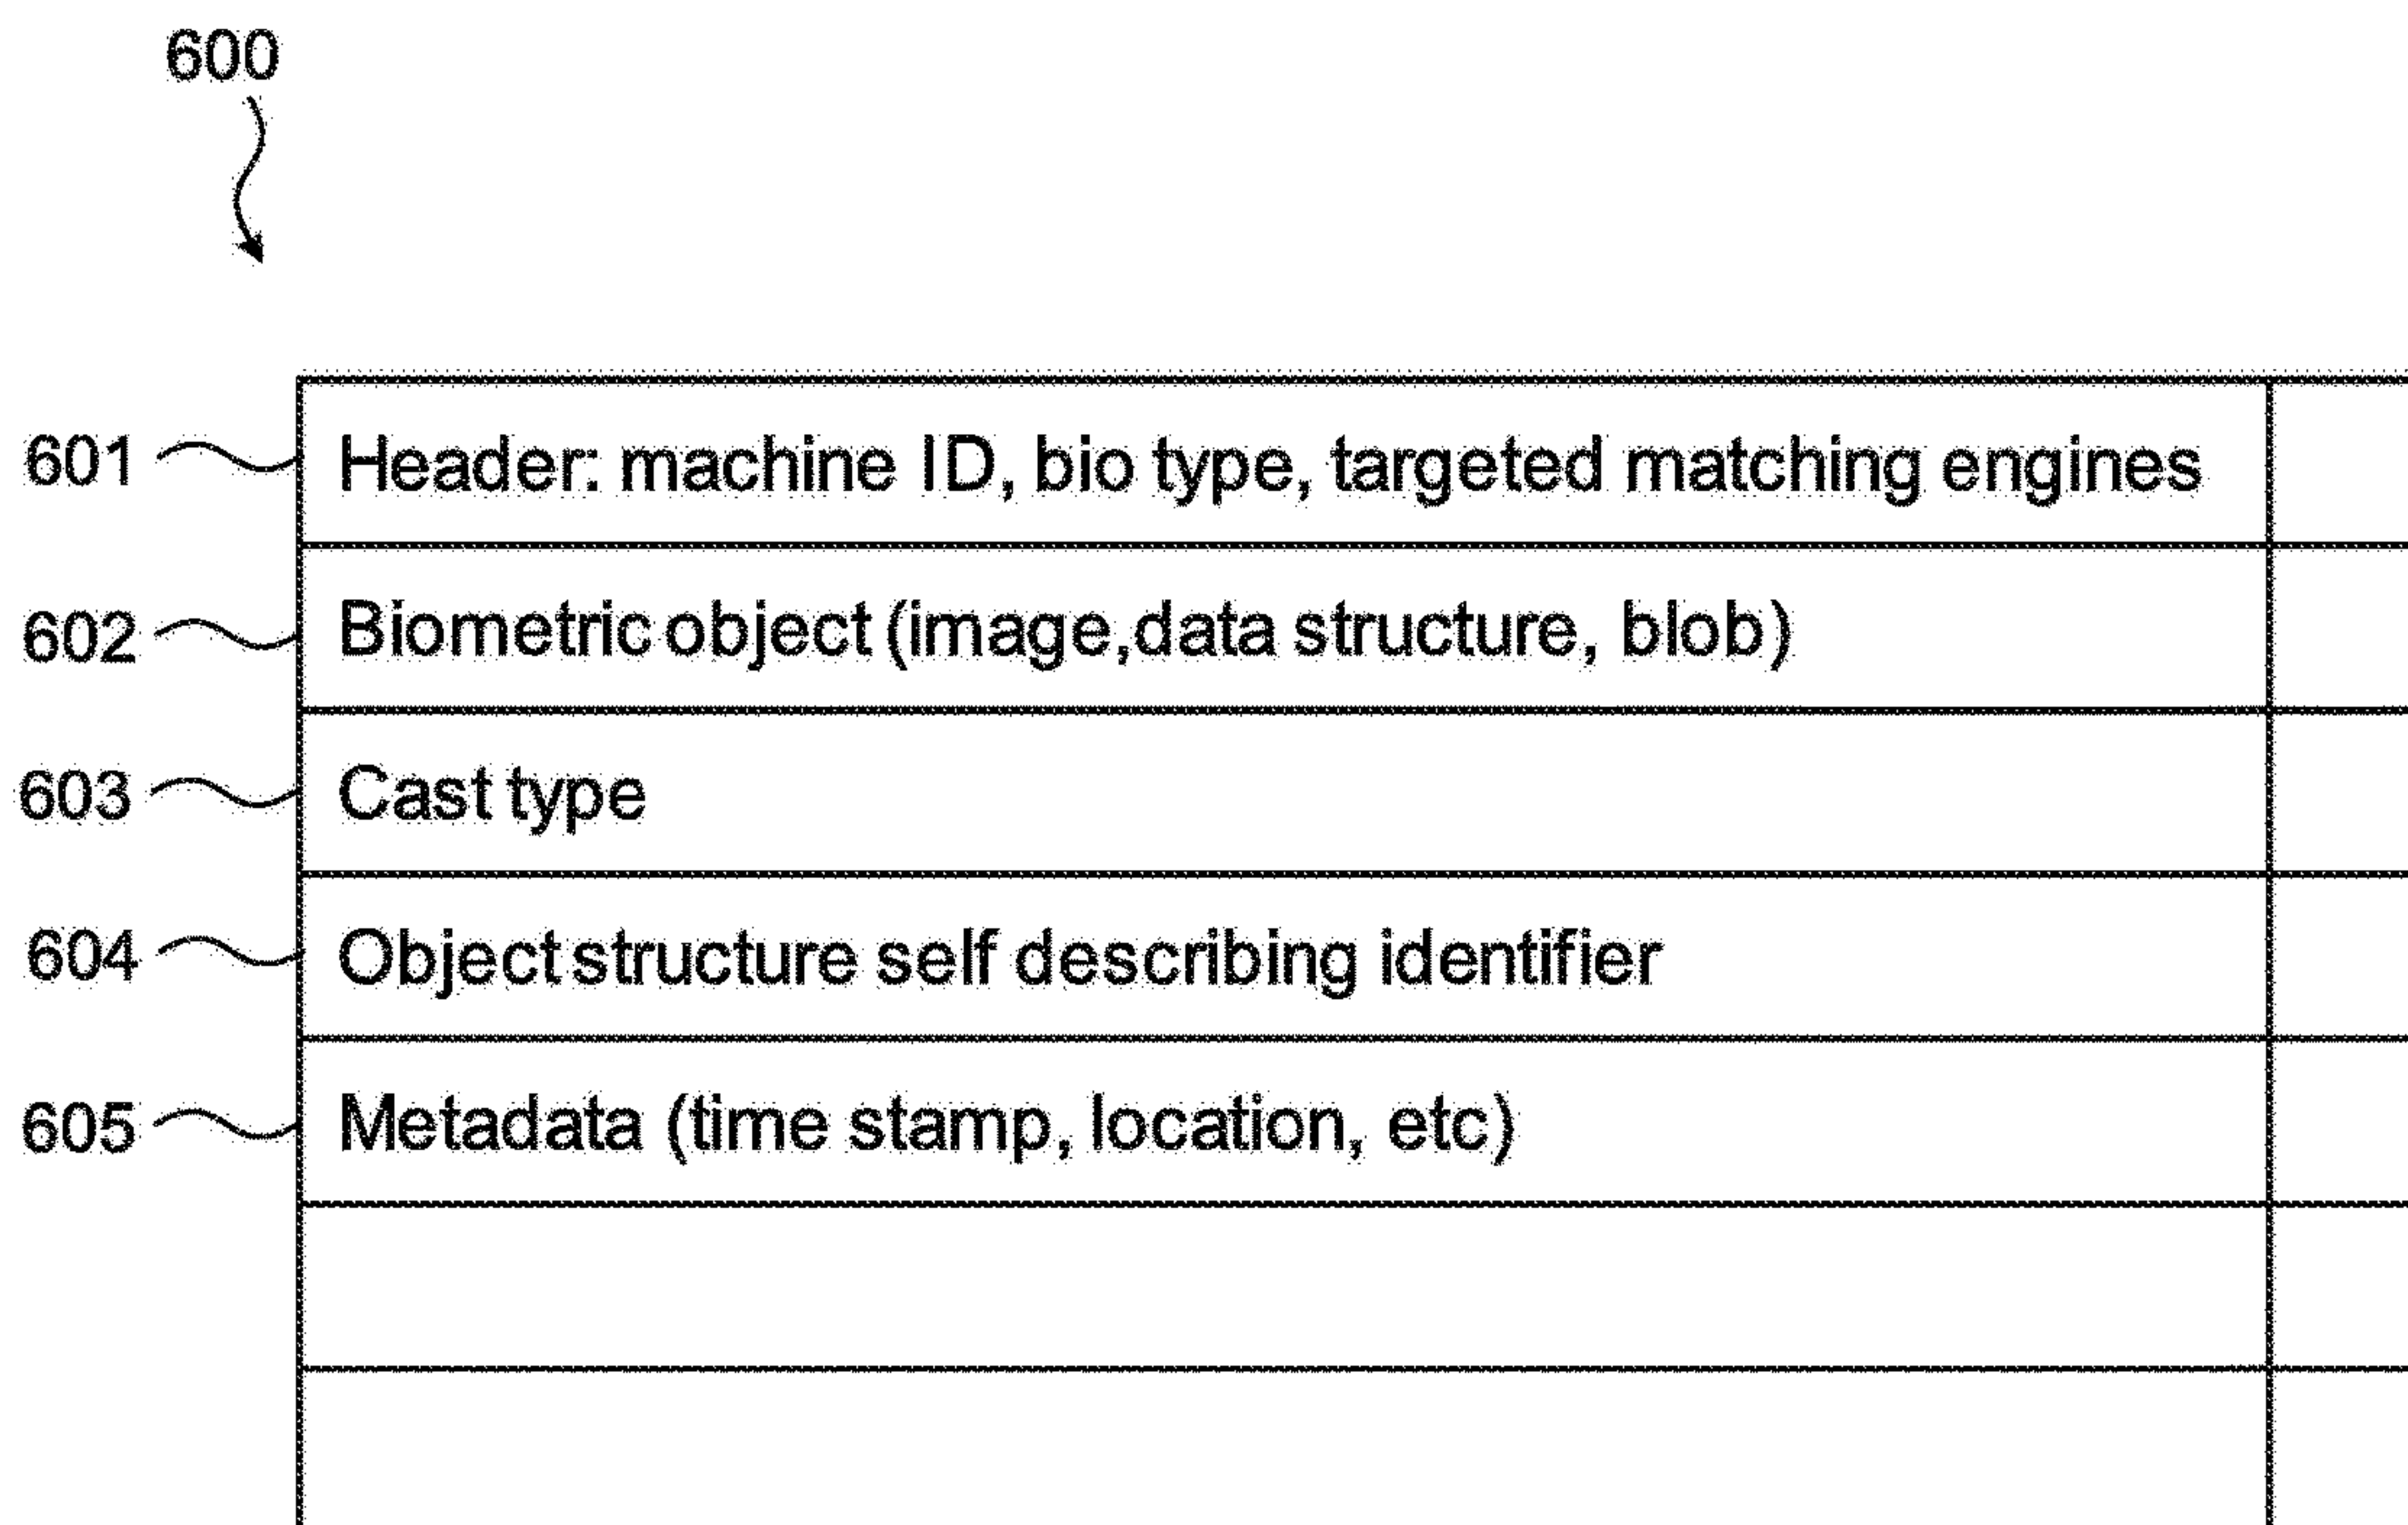 600
601 Header: machine ID, bio type, targeted matching engines
602 Biometric object (image,data structure, blob)
603 Cast type
604 Object structure self describing identifier
605 Metadata (time stamp, location, etc)